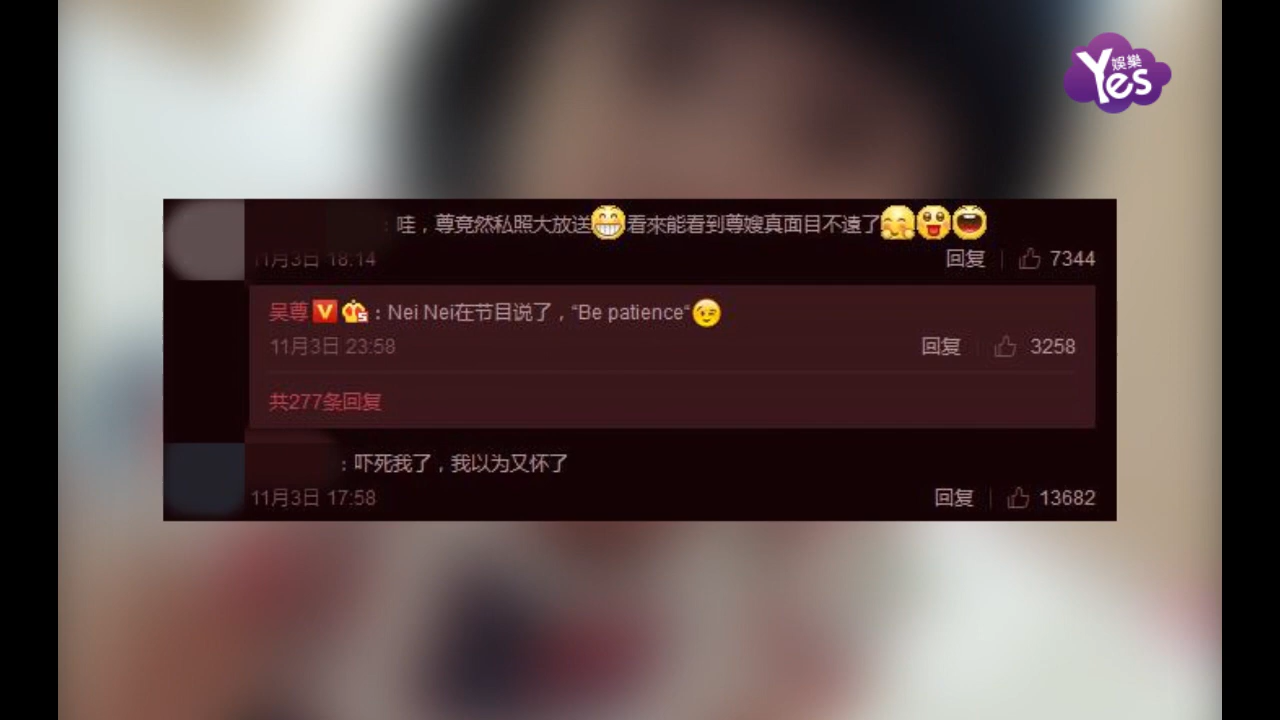 Yes 娛樂
: 哇，尊竟然私照大放送😁看來能看到尊嫂真面目不遠了🤗😜😆
11月3日 18:14
回复 7344
吴尊 V : Nei Nei在节目说了，“Be patience“😉
11月3日 23:58
回复 3258
共277条回复
: 吓死我了，我以为又怀了
11月3日 17:58
回复 13682